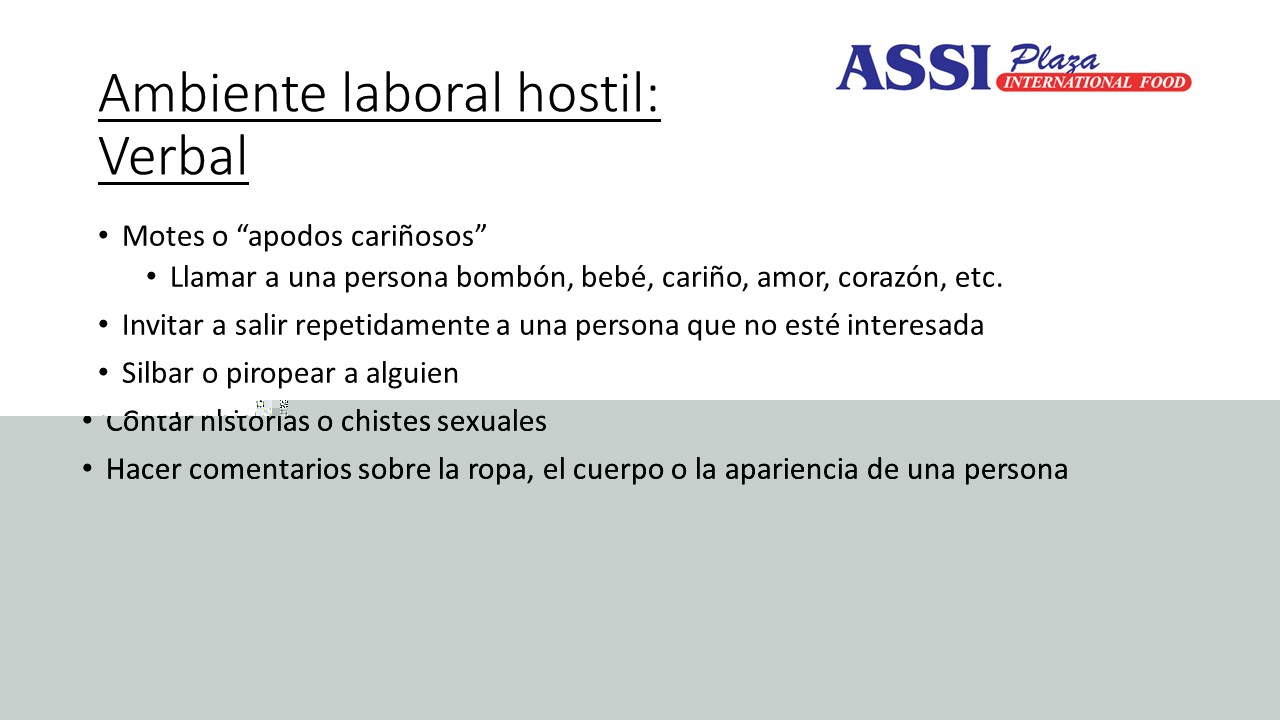 ASSI Plaza
INTERNATIONAL FOOD
Ambiente laboral hostil:
Verbal
• Motes o “apodos cariñosos”
• Llamar a una persona bombón, bebé, cariño, amor, corazón, etc.
• Invitar a salir repetidamente a una persona que no esté interesada
• Silbar o piropear a alguien
• Contar historias o chistes sexuales
• Hacer comentarios sobre la ropa, el cuerpo o la apariencia de una persona